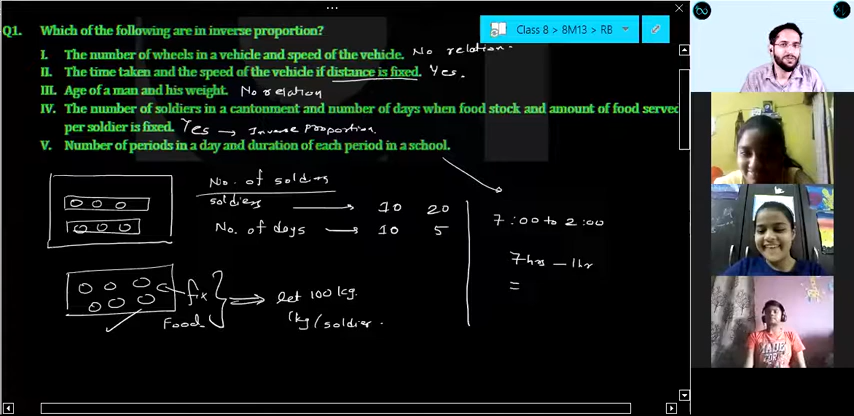 Class 8 > 8M13 > RB
Q1. Which of the following are in inverse proportion?
I. The number of wheels in a vehicle and speed of the vehicle. No relation.
II. The time taken and the speed of the vehicle if distance is fixed. Yes.
III. Age of a man and his weight. No relation
IV. The number of soldiers in a cantonment and number of days when food stock and amount of food served
per soldier is fixed. Yes → Inverse Proportion.
V. Number of periods in a day and duration of each period in a school.
No. of soldiers
soldiers → 10 20
No. of days → 10 5
7:00 to 2:00
7hrs - 1hr
=
fix
Food
let 100 kg.
1kg/soldier.
MADE